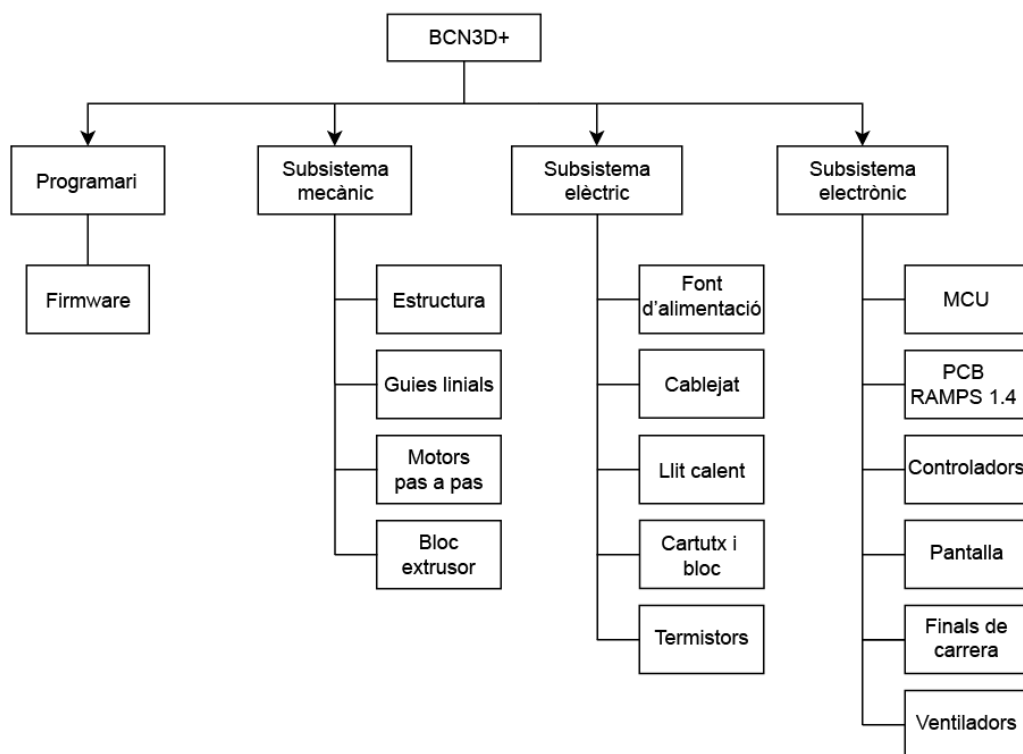 BCN3D+
Programari
Subsistema
mecànic
Subsistema
elèctric
Subsistema
electrònic
Firmware
Estructura
Guies linials
Motors
pas a pas
Bloc
extrusor
Font
d'alimentació
Cablejat
Llit calent
Cartutx i
bloc
Termistors
MCU
PCB
RAMPS 1.4
Controladors
Pantalla
Finals de
carrera
Ventiladors